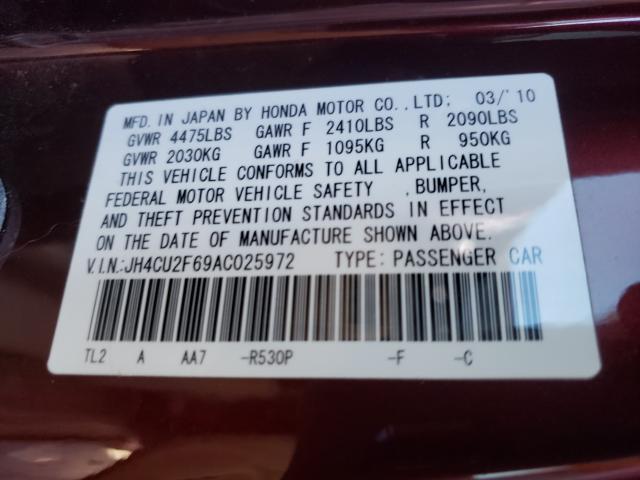 MFD. IN JAPAN BY HONDA MOTOR CO.,LTD; 03/'10
GVWR 4475LBS GAWR F 2410LBS R 2090LBS
GVWR 2030KG GAWR F 1095KG R 950KG
THIS VEHICLE CONFORMS TO ALL APPLICABLE
FEDERAL MOTOR VEHICLE SAFETY , BUMPER,
AND THEFT PREVENTION STANDARDS IN EFFECT
ON THE DATE OF MANUFACTURE SHOWN ABOVE.
V.I.N.:JH4CU2F69AC025972 TYPE: PASSENGER CAR
TL2 A AA7 -R530P -F -C